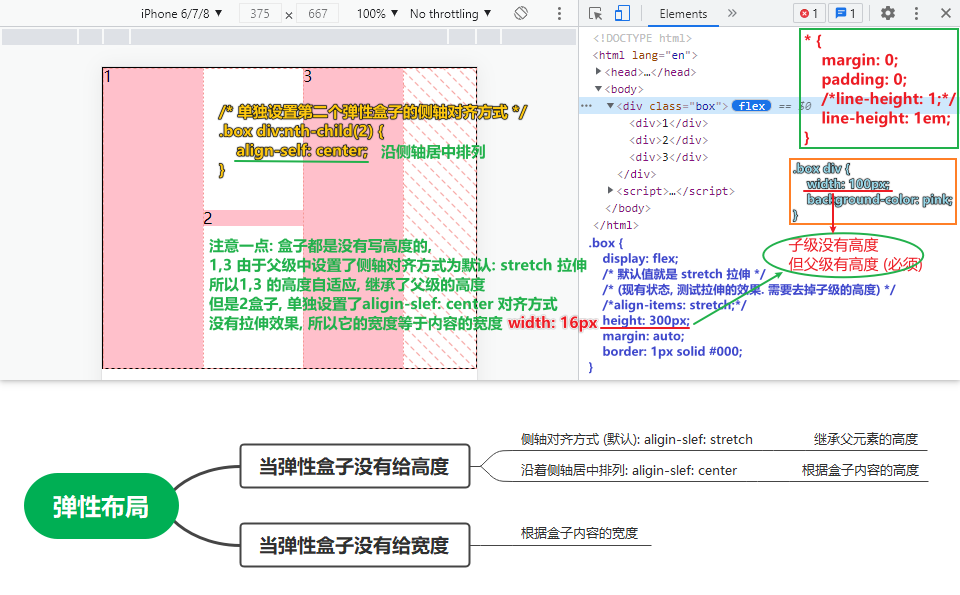 iPhone 6/7/8 ▼ 375 × 667 100% ▼ No throttling ▼
Elements » 1 1
1
3
2
/* 单独设置第二个弹性盒子的侧轴对齐方式 */
.box div:nth-child(2) {
align-self: center; 沿侧轴居中排列
}
注意一点: 盒子都是没有写高度的,
1,3 由于父级中设置了侧轴对齐方式为默认: stretch 拉伸
所以1,3 的高度自适应, 继承了父级的高度
但是2盒子, 单独设置了aligin-slef: center 对齐方式
没有拉伸效果, 所以它的宽度等于内容的宽度 width: 16px
<!DOCTYPE html>
<html lang="en">
▶<head>…</head>
▼<body>
… ▼<div class="box"> flex == $0
<div>1</div>
<div>2</div>
<div>3</div>
</div>
▶<script>…</script>
</body>
</html>
* {
margin: 0;
padding: 0;
/*line-height: 1;*/
line-height: 1em;
}
.box div {
width: 100px;
background-color: pink;
}
子级没有高度
但父级有高度 (必须)
.box {
display: flex;
/* 默认值就是 stretch 拉伸 */
/* (现有状态, 测试拉伸的效果. 需要去掉子级的高度) */
/*align-items: stretch;*/
height: 300px;
margin: auto;
border: 1px solid #000;
}
弹性布局
当弹性盒子没有给高度
侧轴对齐方式 (默认): aligin-slef: stretch 继承父元素的高度
沿着侧轴居中排列: aligin-slef: center 根据盒子内容的高度
当弹性盒子没有给宽度
根据盒子内容的宽度